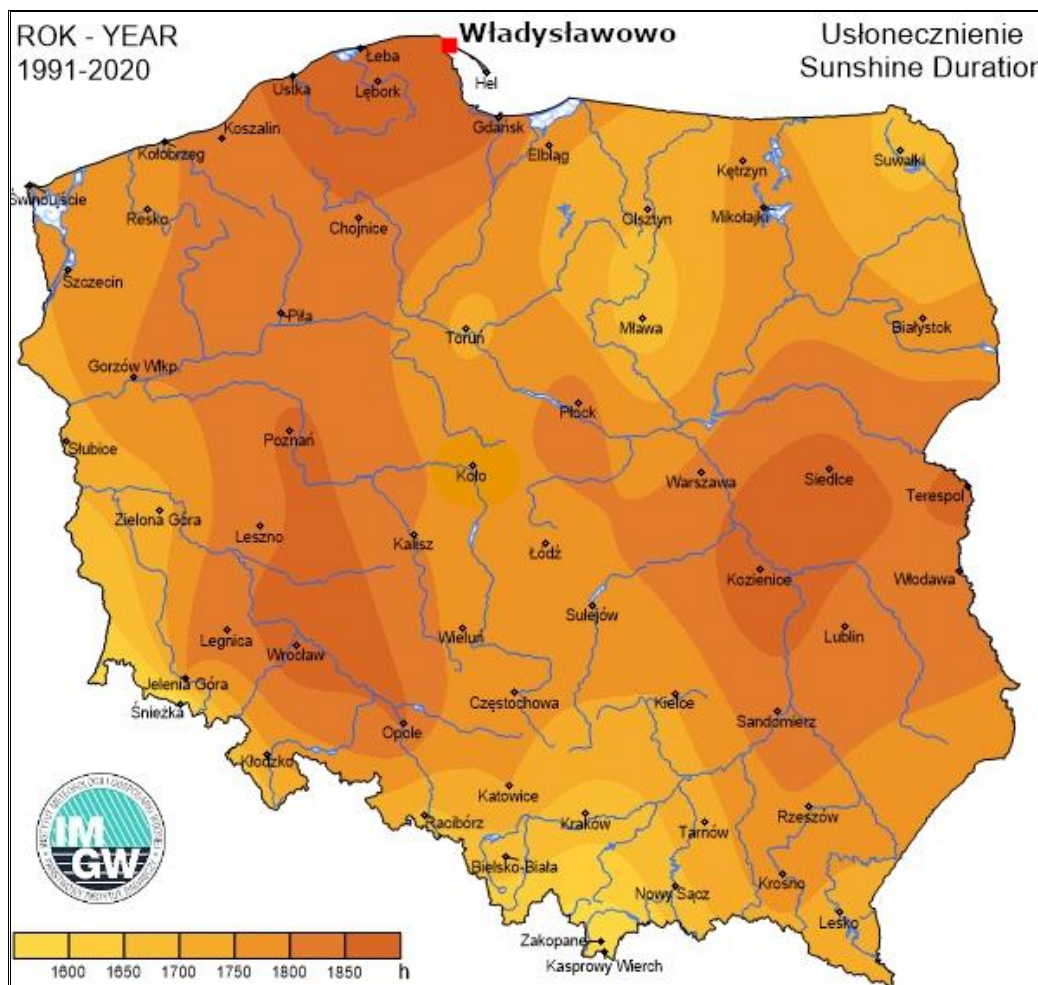 ROK - YEAR
1991-2020
Władysławowo
Usłonecznienie
Sunshine Duration
Łeba
Hel
Ustka
Lębork
Gdańsk
Koszalin
Kołobrzeg
Elbląg
Suwałki
Kętrzyn
Świnoujście
Resko
Chojnice
Olsztyn
Mikołajki
Szczecin
Piła
Toruń
Mława
Białystok
Gorzów Wlkp
Płock
Poznań
Słubice
Koło
Warszawa
Siedlce
Terespol
Zielona Góra
Leszno
Kalisz
Łódź
Kozienice
Włodawa
Sulejów
Legnica
Wrocław
Wieluń
Lublin
Jelenia Góra
Śnieżka
Częstochowa
Kielce
Sandomierz
Opole
Kłodzko
Katowice
Racibórz
Kraków
Tarnów
Rzeszów
Bielsko-Biała
Nowy Sącz
Krosno
Lesko
Zakopane
Kasprowy Wierch
IM
GW
1600 1650 1700 1750 1800 1850 h